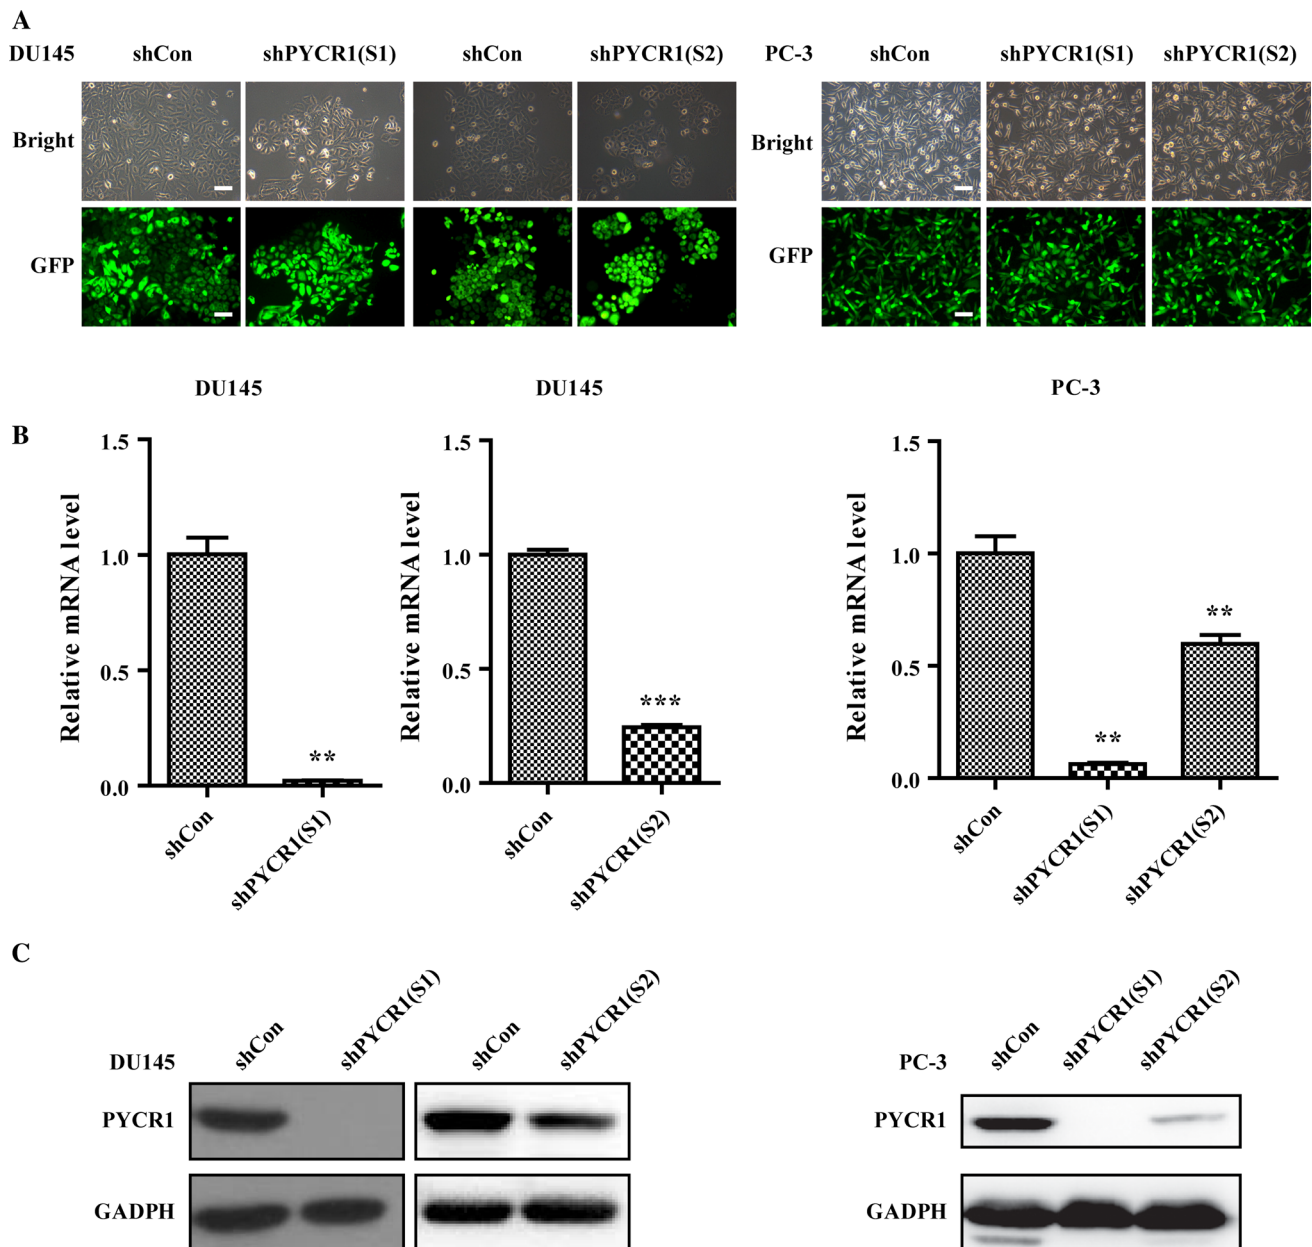 A
DU145 shCon shPYCR1(S1) shCon shPYCR1(S2) PC-3 shCon shPYCR1(S1) shPYCR1(S2)
Bright Bright
GFP GFP
DU145 DU145 PC-3
B
Relative mRNA level
1.5
1.0
0.5
0.0
**
shCon
shPYCR1(S1)
Relative mRNA level
1.5
1.0
0.5
0.0
***
shCon
shPYCR1(S2)
Relative mRNA level
1.5
1.0
0.5
0.0
**
**
shCon
shPYCR1(S1)
shPYCR1(S2)
C
DU145 shCon shPYCR1(S1) shCon shPYCR1(S2) PC-3 shCon shPYCR1(S1) shPYCR1(S2)
PYCR1 PYCR1
GADPH GADPH